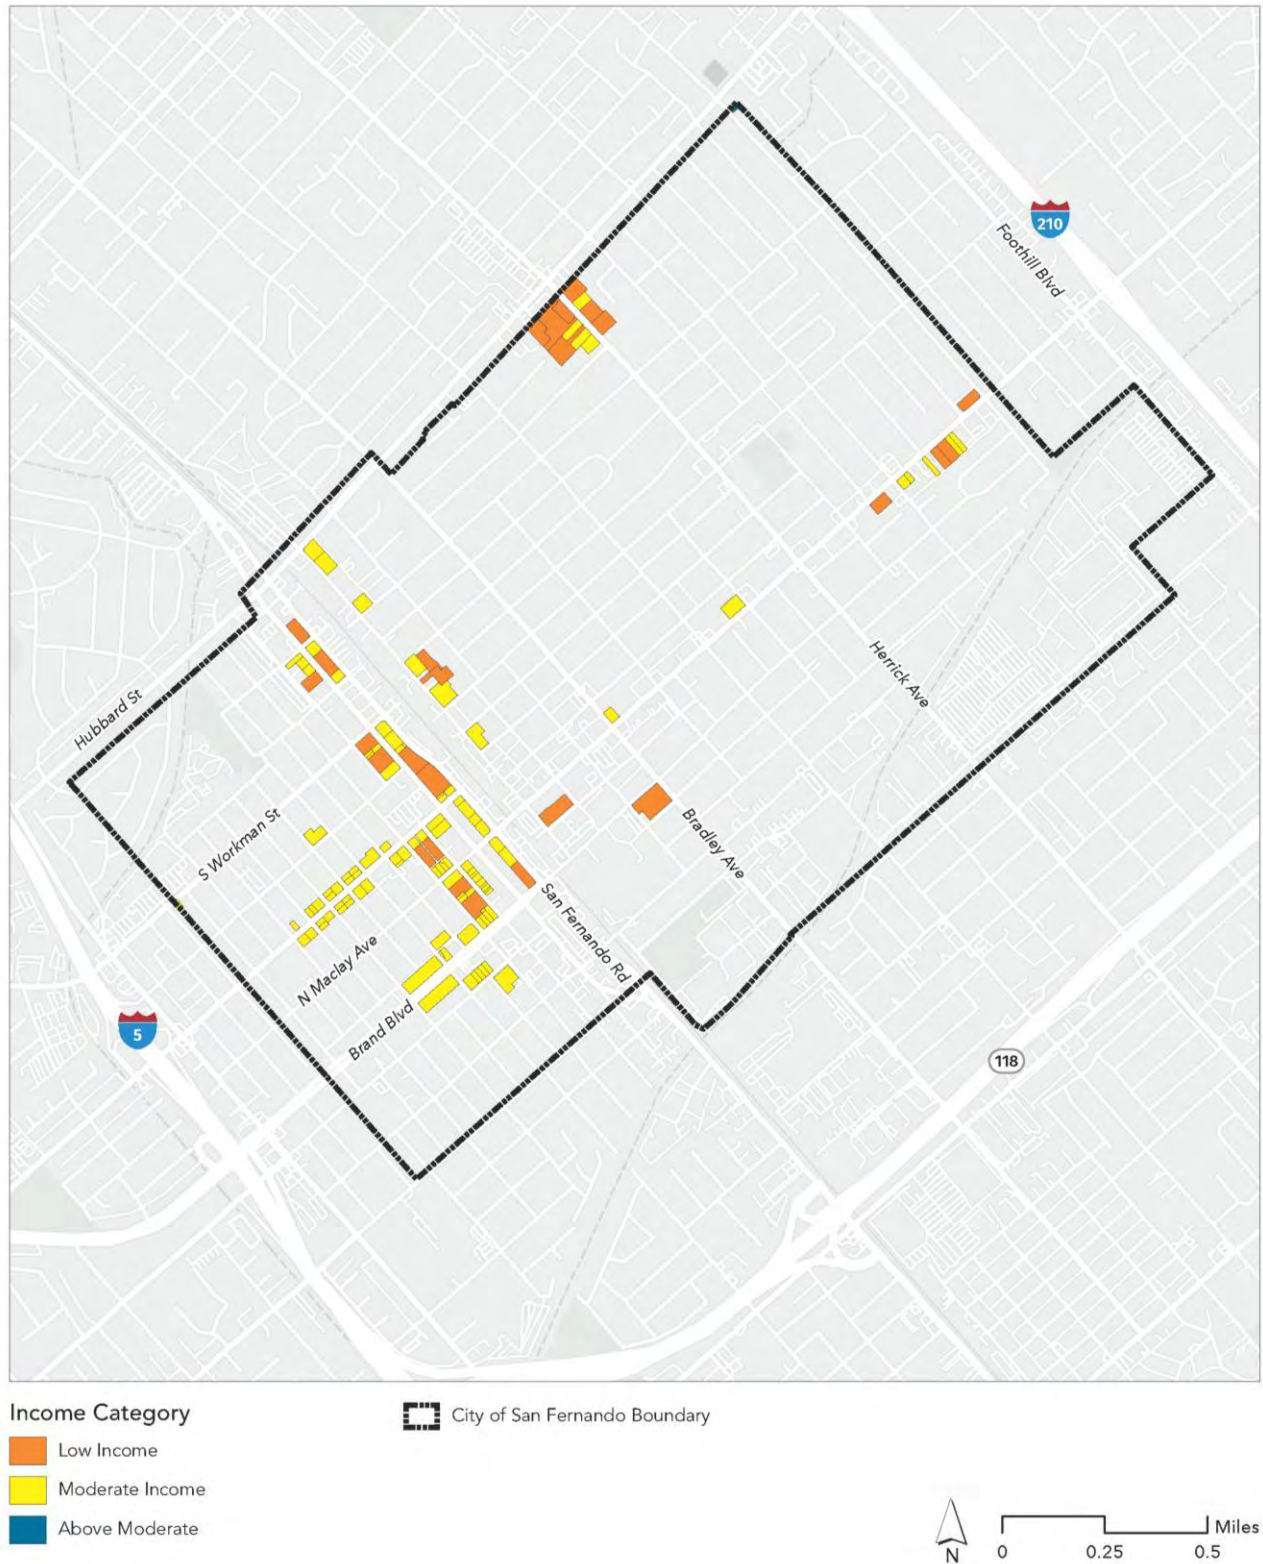 210
Foothill Blvd
Herrick Ave
Hubbard St
S Workman St
Bradley Ave
San Fernando Rd
N Maclay Ave
Brand Blvd
5
118
Income Category
City of San Fernando Boundary
Low Income
Moderate Income
Above Moderate
N
Miles
0 0.25 0.5